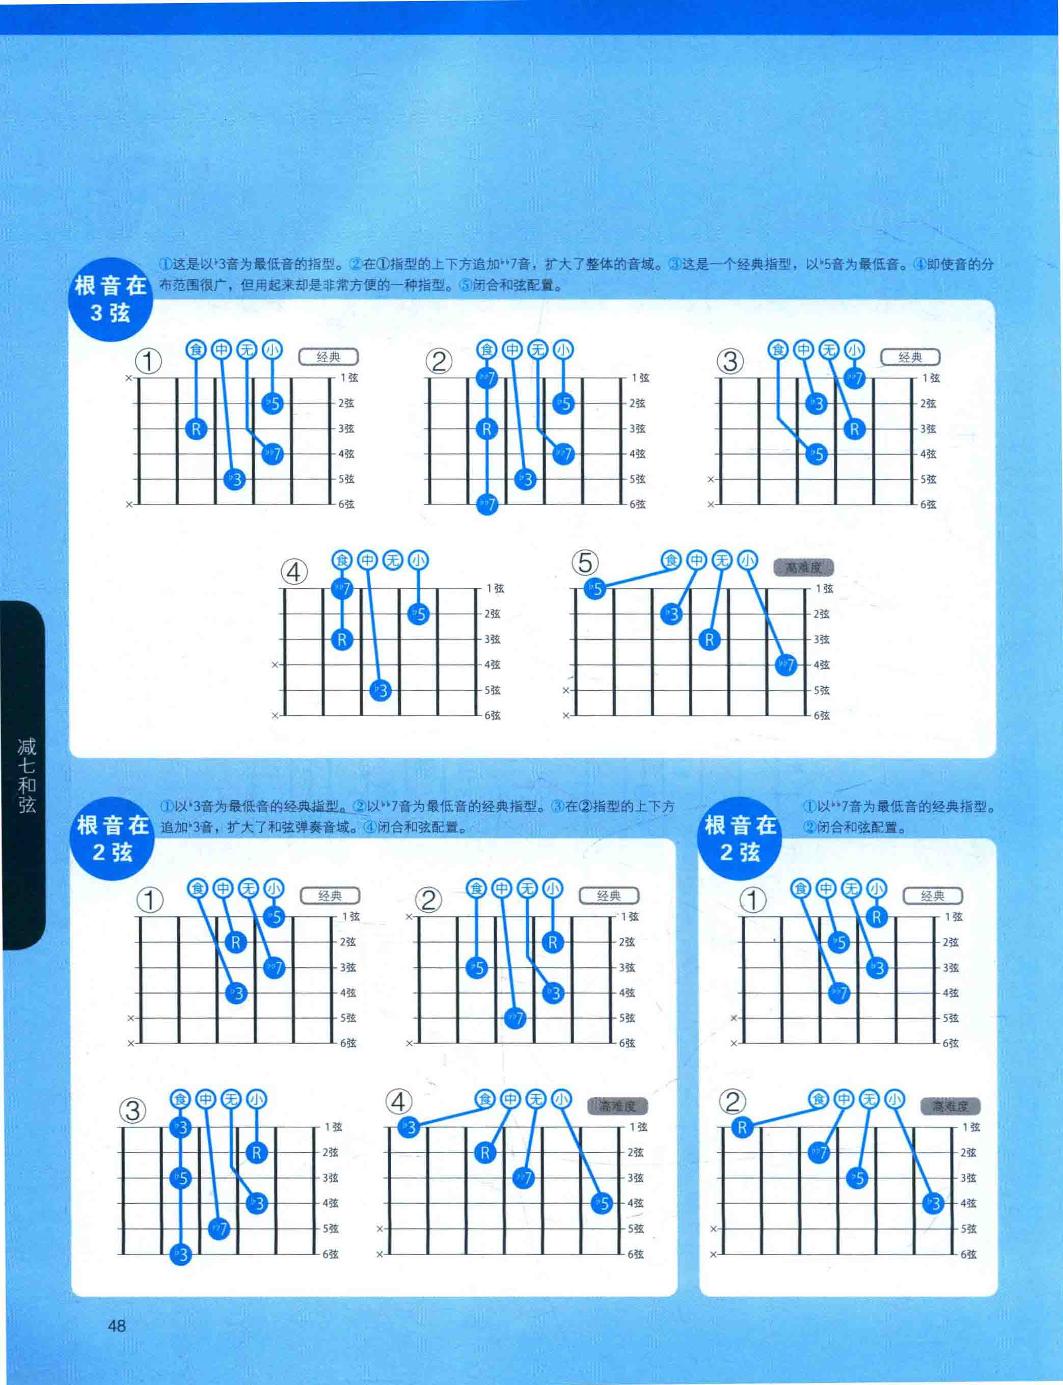 ①这是以♭3音为最低音的指型。②在①指型的上下方追加♭♭7音，扩大了整体的音域。③这是一个经典指型，以♭5音为最低音。④即使音的分
布范围很广，但用起来却是非常方便的一种指型。⑤闭合和弦配置。
根音在
3弦
① 食 中 无 小 经典
× 1弦
♭5 2弦
R 3弦
♭♭7 4弦
♭3 5弦
× 6弦
② 食 中 无 小
♭♭7 1弦
♭5 2弦
R 3弦
♭♭7 4弦
♭3 5弦
♭♭7 6弦
③ 食 中 无 小 经典
♭♭7 1弦
♭3 2弦
R 3弦
♭5 4弦
× 5弦
× 6弦
④ 食 中 无 小
♭♭7 1弦
♭5 2弦
R 3弦
× 4弦
♭3 5弦
× 6弦
⑤ 食 中 无 小 高难度
♭5 1弦
♭3 2弦
R 3弦
♭♭7 4弦
× 5弦
× 6弦
减七和弦
①以♭3音为最低音的经典指型。②以♭♭7音为最低音的经典指型。③在②指型的上下方
追加♭3音，扩大了和弦弹奏音域。④闭合和弦配置。
根音在
2弦
① 食 中 无 小 经典
♭5 1弦
R 2弦
♭♭7 3弦
♭3 4弦
× 5弦
× 6弦
② 食 中 无 小 经典
× 1弦
R 2弦
♭5 3弦
♭3 4弦
♭♭7 5弦
× 6弦
③ 食 中 无 小
♭3 1弦
R 2弦
♭5 3弦
♭3 4弦
♭♭7 5弦
♭3 6弦
④ 食 中 无 小 高难度
♭3 1弦
R 2弦
♭♭7 3弦
♭5 4弦
× 5弦
× 6弦
①以♭♭7音为最低音的经典指型。
②闭合和弦配置。
根音在
2弦
① 食 中 无 小 经典
R 1弦
♭5 2弦
♭3 3弦
♭♭7 4弦
× 5弦
× 6弦
② 食 中 无 小 高难度
R 1弦
♭♭7 2弦
♭5 3弦
♭3 4弦
× 5弦
× 6弦
48